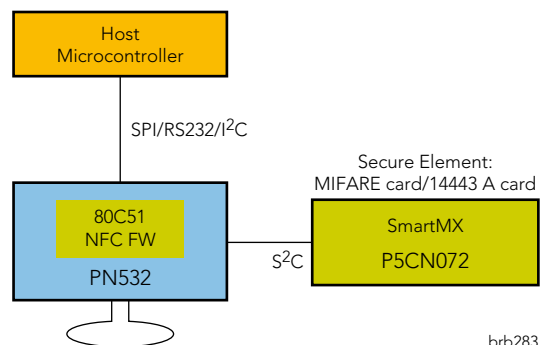 Host
Microcontroller
SPI/RS232/I²C
Secure Element:
MIFARE card/14443 A card
80C51
NFC FW
PN532
S²C
SmartMX
P5CN072
brb283